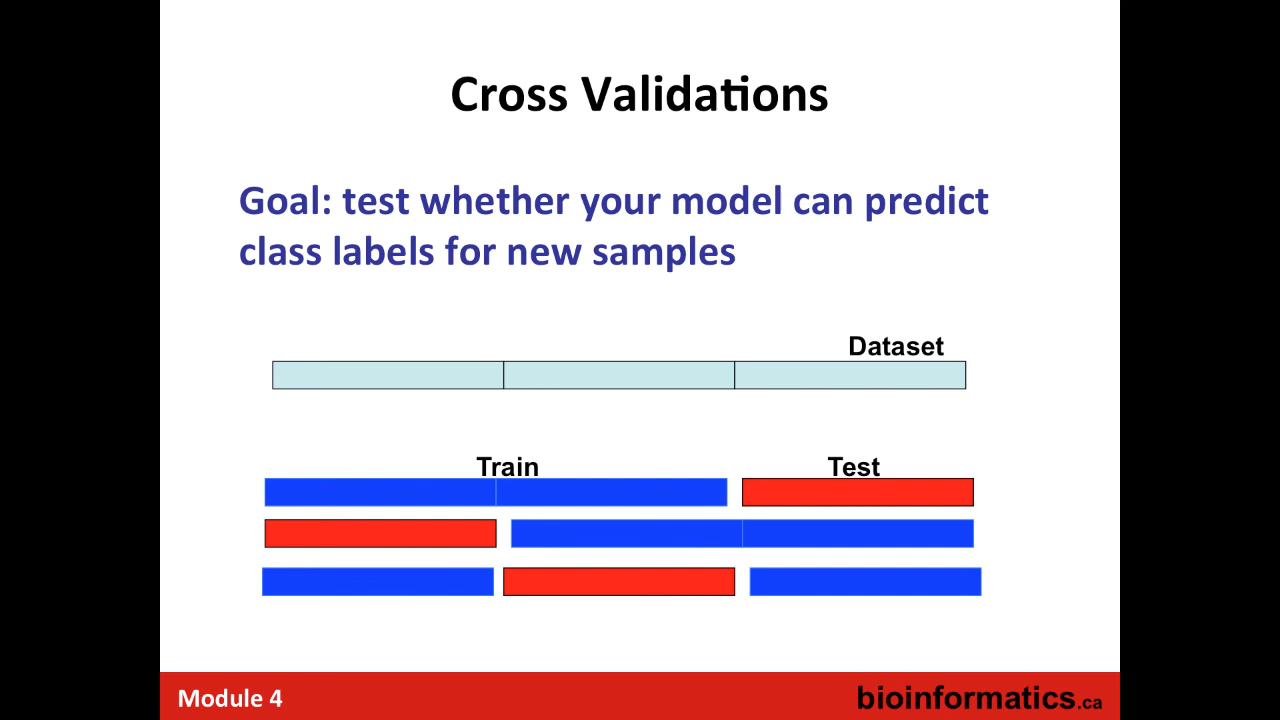 Cross Validations
Goal: test whether your model can predict
class labels for new samples
Dataset
Train Test
Module 4 bioinformatics.ca